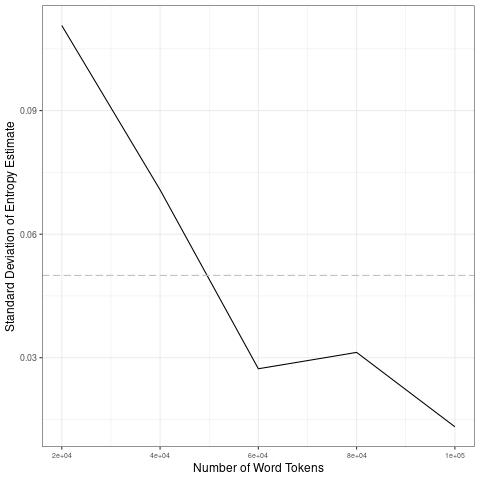 Standard Deviation of Entropy Estimate
0.09
0.06
0.03
2e+04 4e+04 6e+04 8e+04 1e+05
Number of Word Tokens